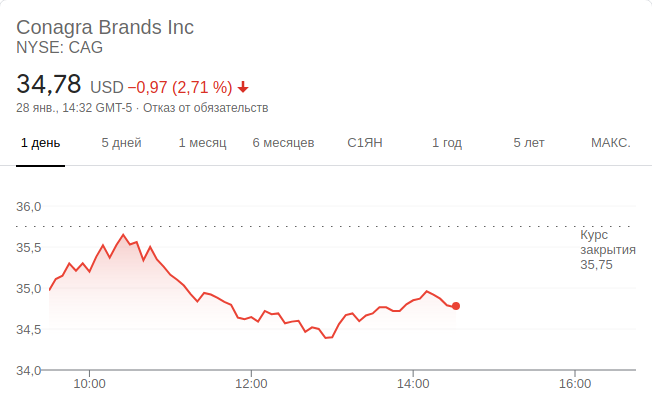 Conagra Brands Inc
NYSE: CAG
34,78 USD −0,97 (2,71 %)
28 янв., 14:32 GMT-5 · Отказ от обязательств
1 день 5 дней 1 месяц 6 месяцев С1ЯН 1 год 5 лет МАКС.
36,0
Курс
закрытия
35,75
35,5
35,0
34,5
34,0
10:00 12:00 14:00 16:00